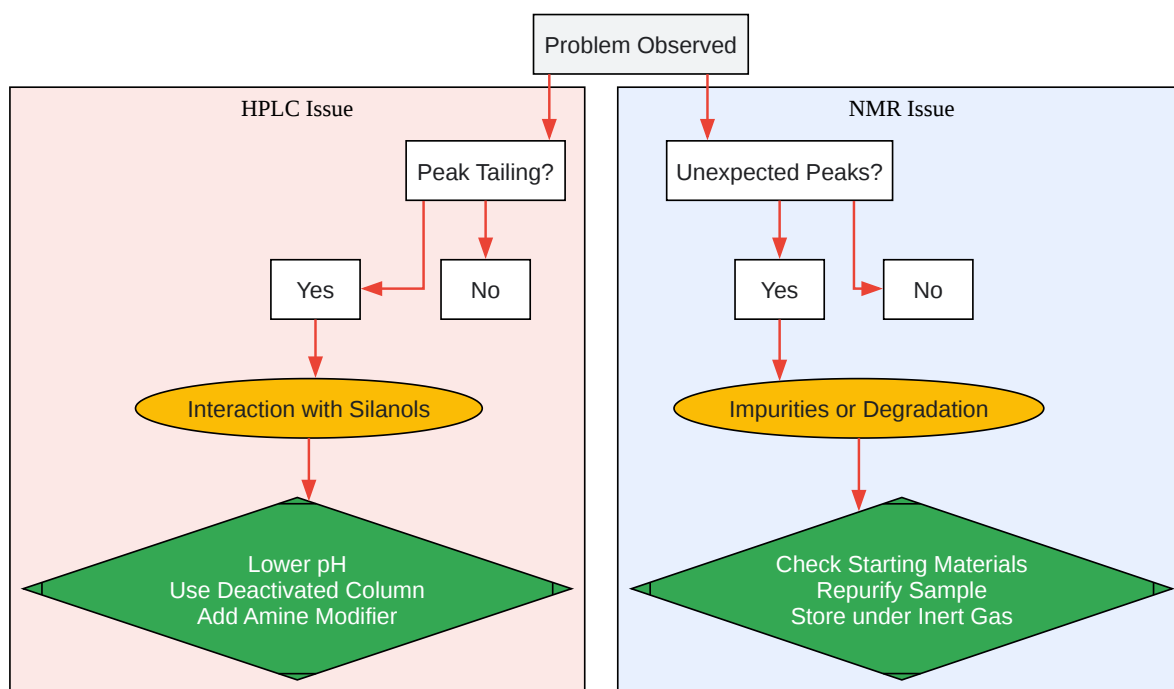 Problem Observed
HPLC Issue
Peak Tailing?
Yes
No
Interaction with Silanols
Lower pH
Use Deactivated Column
Add Amine Modifier
NMR Issue
Unexpected Peaks?
Yes
No
Impurities or Degradation
Check Starting Materials
Repurify Sample
Store under Inert Gas